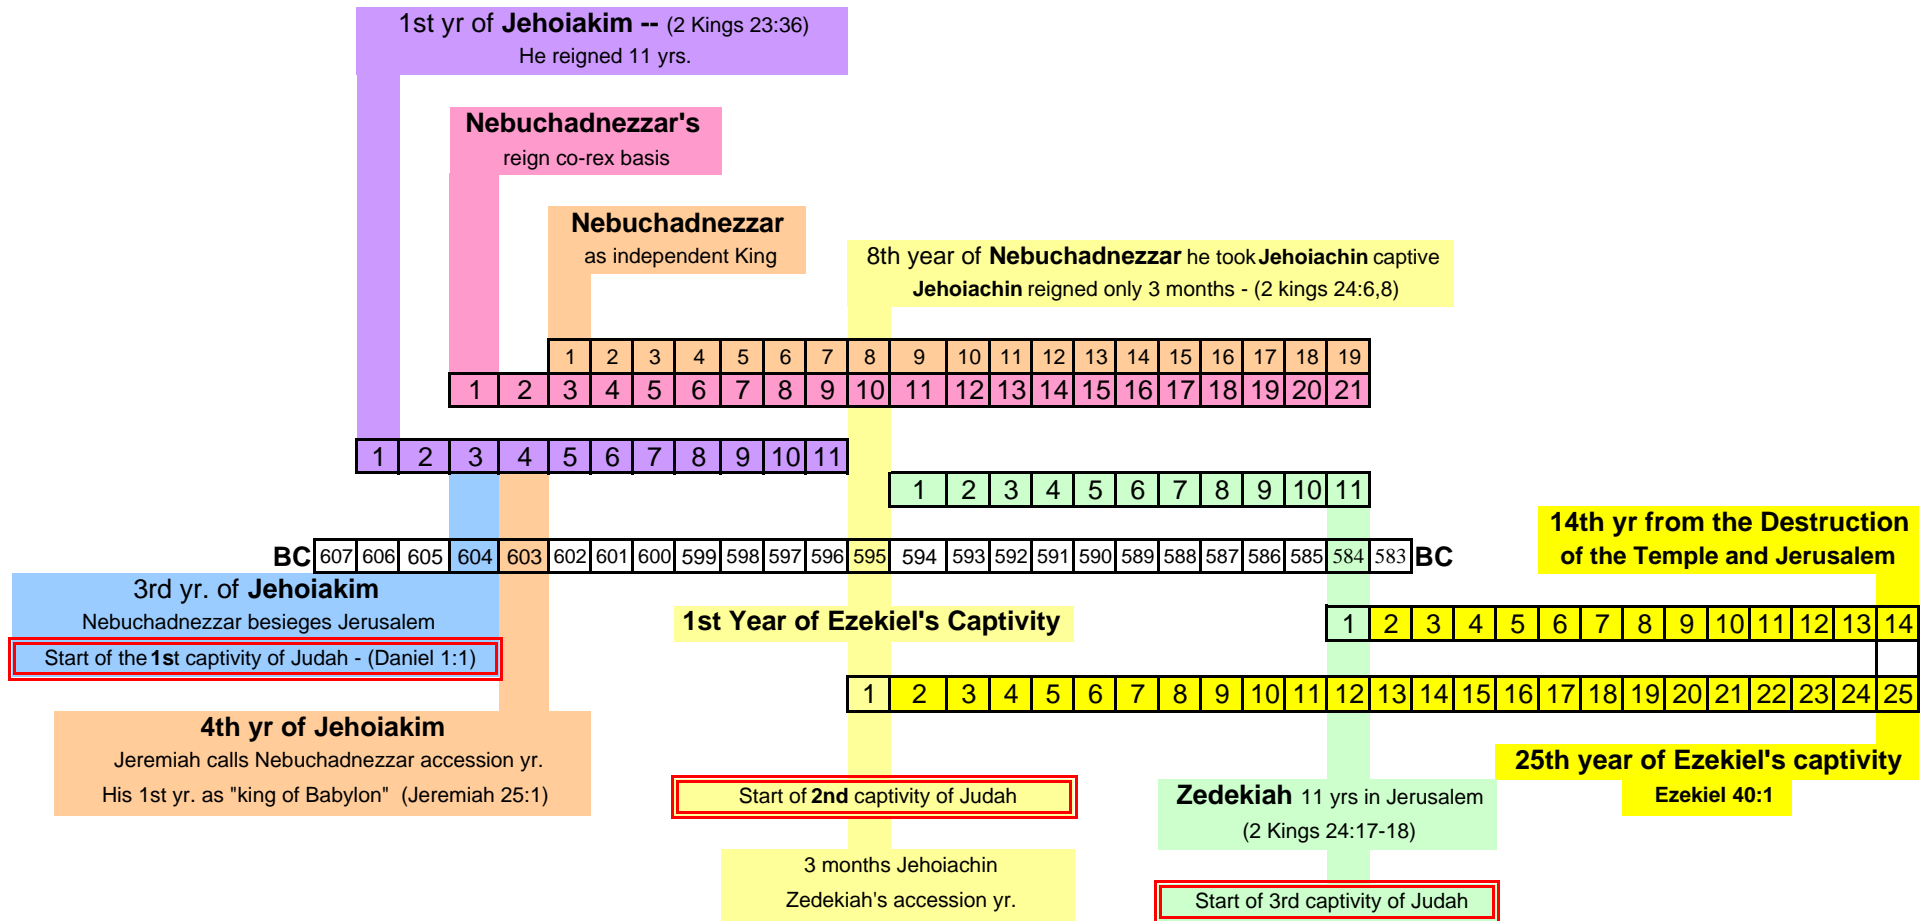 1st yr of Jehoiakim -- (2 Kings 23:36)
He reigned 11 yrs.
Nebuchadnezzar's
reign co-rex basis
Nebuchadnezzar
as independent King
8th year of Nebuchadnezzar he took Jehoiachin captive
Jehoiachin reigned only 3 months - (2 kings 24:6,8)
1 2 3 4 5 6 7 8 9 10 11 12 13 14 15 16 17 18 19
1 2 3 4 5 6 7 8 9 10 11 12 13 14 15 16 17 18 19 20 21
1 2 3 4 5 6 7 8 9 10 11
1 2 3 4 5 6 7 8 9 10 11
14th yr from the Destruction
of the Temple and Jerusalem
BC 607 606 605 604 603 602 601 600 599 598 597 596 595 594 593 592 591 590 589 588 587 586 585 584 583 BC
3rd yr. of Jehoiakim
Nebuchadnezzar besieges Jerusalem
Start of the 1st captivity of Judah - (Daniel 1:1)
1st Year of Ezekiel's Captivity
1 2 3 4 5 6 7 8 9 10 11 12 13 14
1 2 3 4 5 6 7 8 9 10 11 12 13 14 15 16 17 18 19 20 21 22 23 24 25
4th yr of Jehoiakim
Jeremiah calls Nebuchadnezzar accession yr.
His 1st yr. as "king of Babylon" (Jeremiah 25:1)
25th year of Ezekiel's captivity
Ezekiel 40:1
Start of 2nd captivity of Judah
Zedekiah 11 yrs in Jerusalem
(2 Kings 24:17-18)
3 months Jehoiachin
Zedekiah's accession yr.
Start of 3rd captivity of Judah